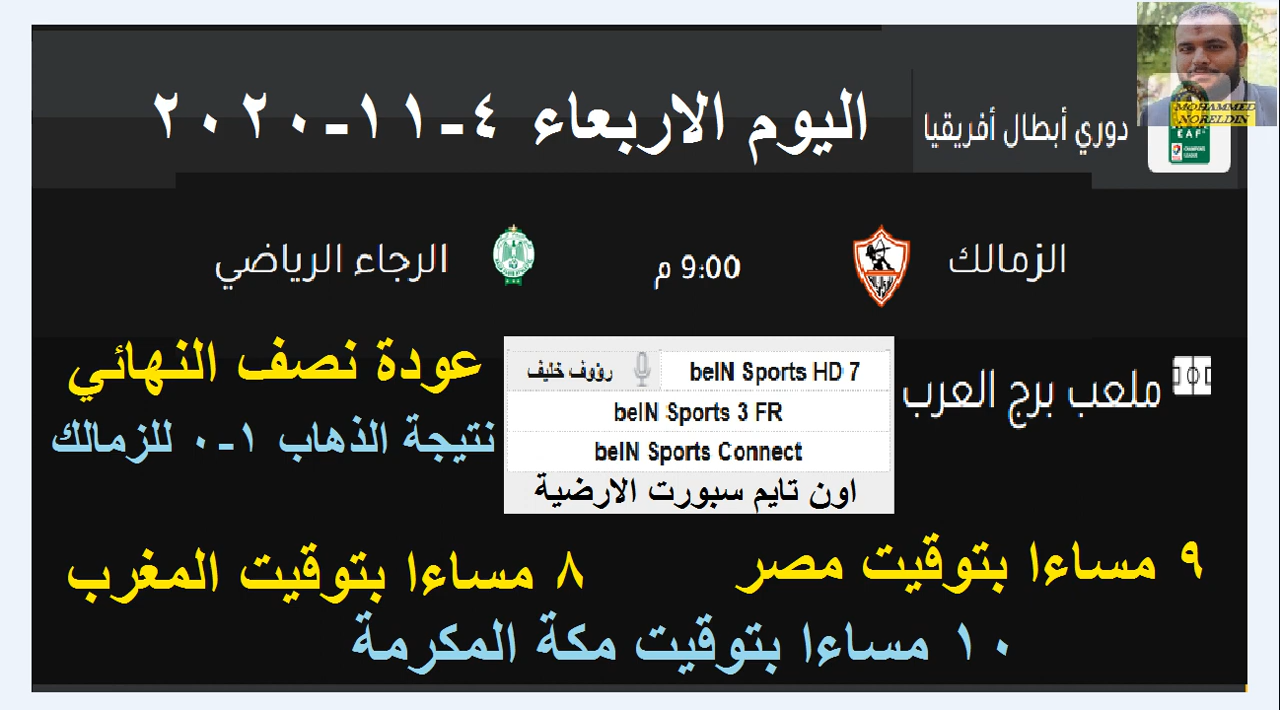 MOHAMMED
NORELDIN
دوري أبطال أفريقيا
اليوم الاربعاء ٤-١١-٢٠٢٠
الزمالك
9:00 م
الرجاء الرياضي
ملعب برج العرب
beIN Sports HD 7
رؤوف خليف
beIN Sports 3 FR
beIN Sports Connect
اون تايم سبورت الارضية
عودة نصف النهائي
نتيجة الذهاب ١-٠ للزمالك
٩ مساءا بتوقيت مصر
٨ مساءا بتوقيت المغرب
١٠ مساءا بتوقيت مكة المكرمة